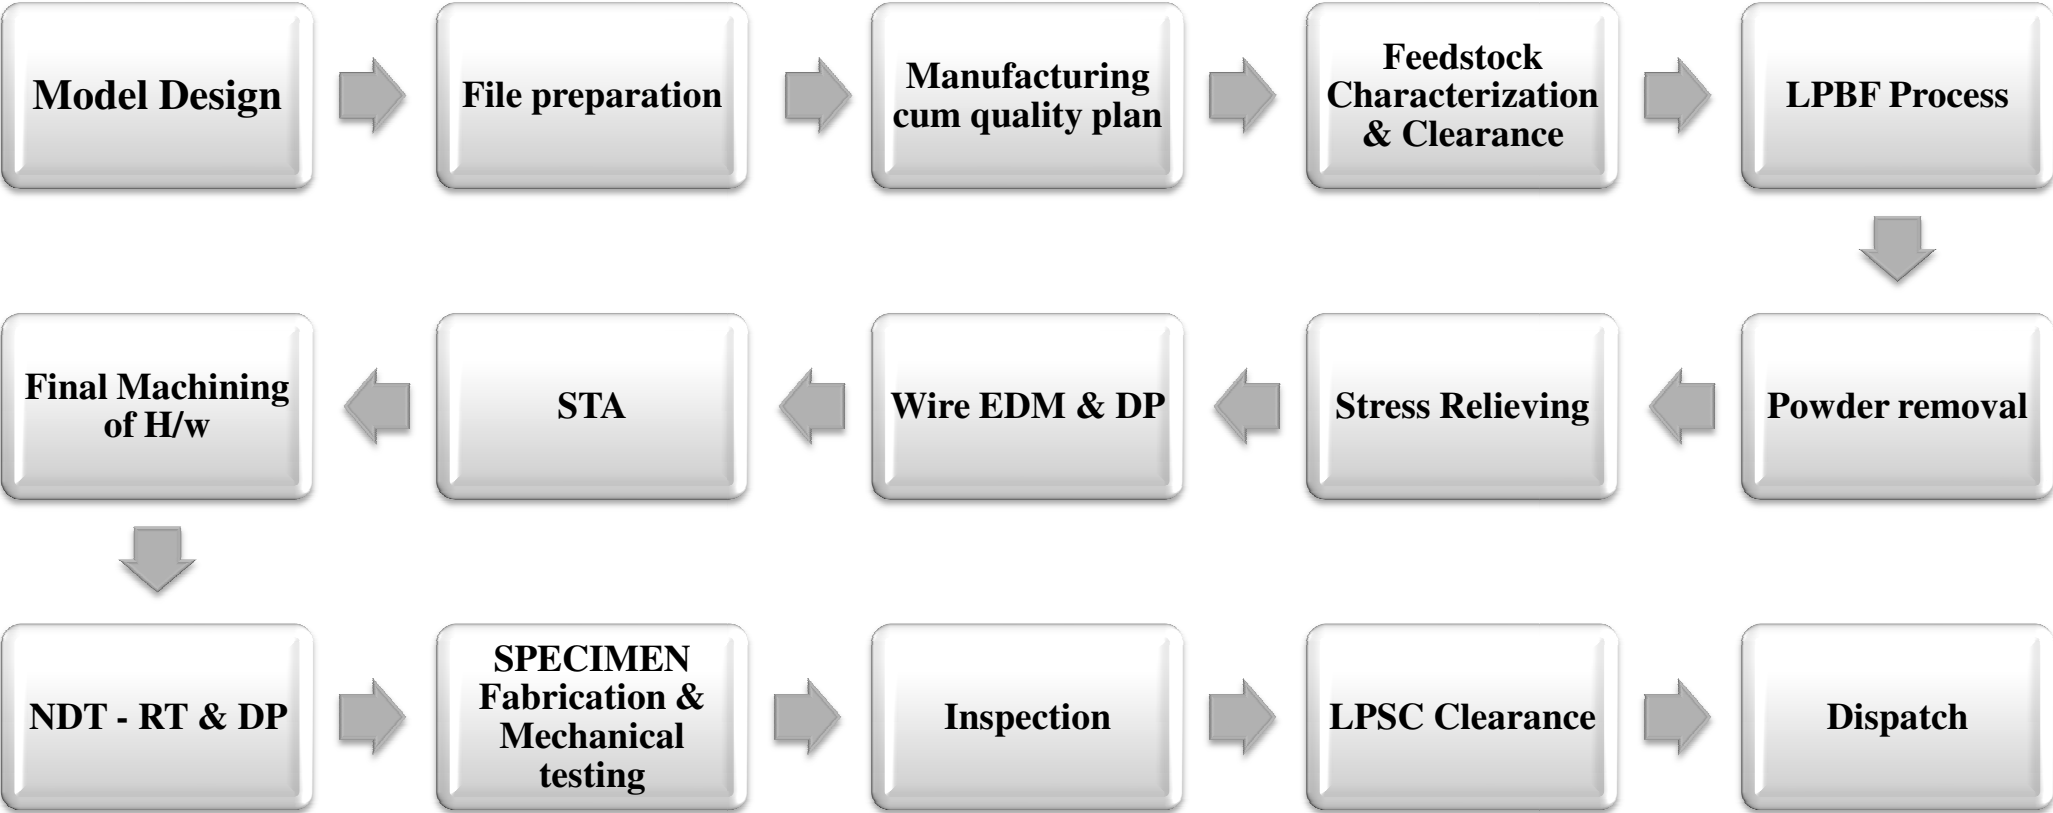 Model Design
File preparation
Manufacturing
cum quality plan
Feedstock
Characterization
& Clearance
LPBF Process
Powder removal
Stress Relieving
Wire EDM & DP
STA
Final Machining
of H/w
NDT - RT & DP
SPECIMEN
Fabrication &
Mechanical
testing
Inspection
LPSC Clearance
Dispatch